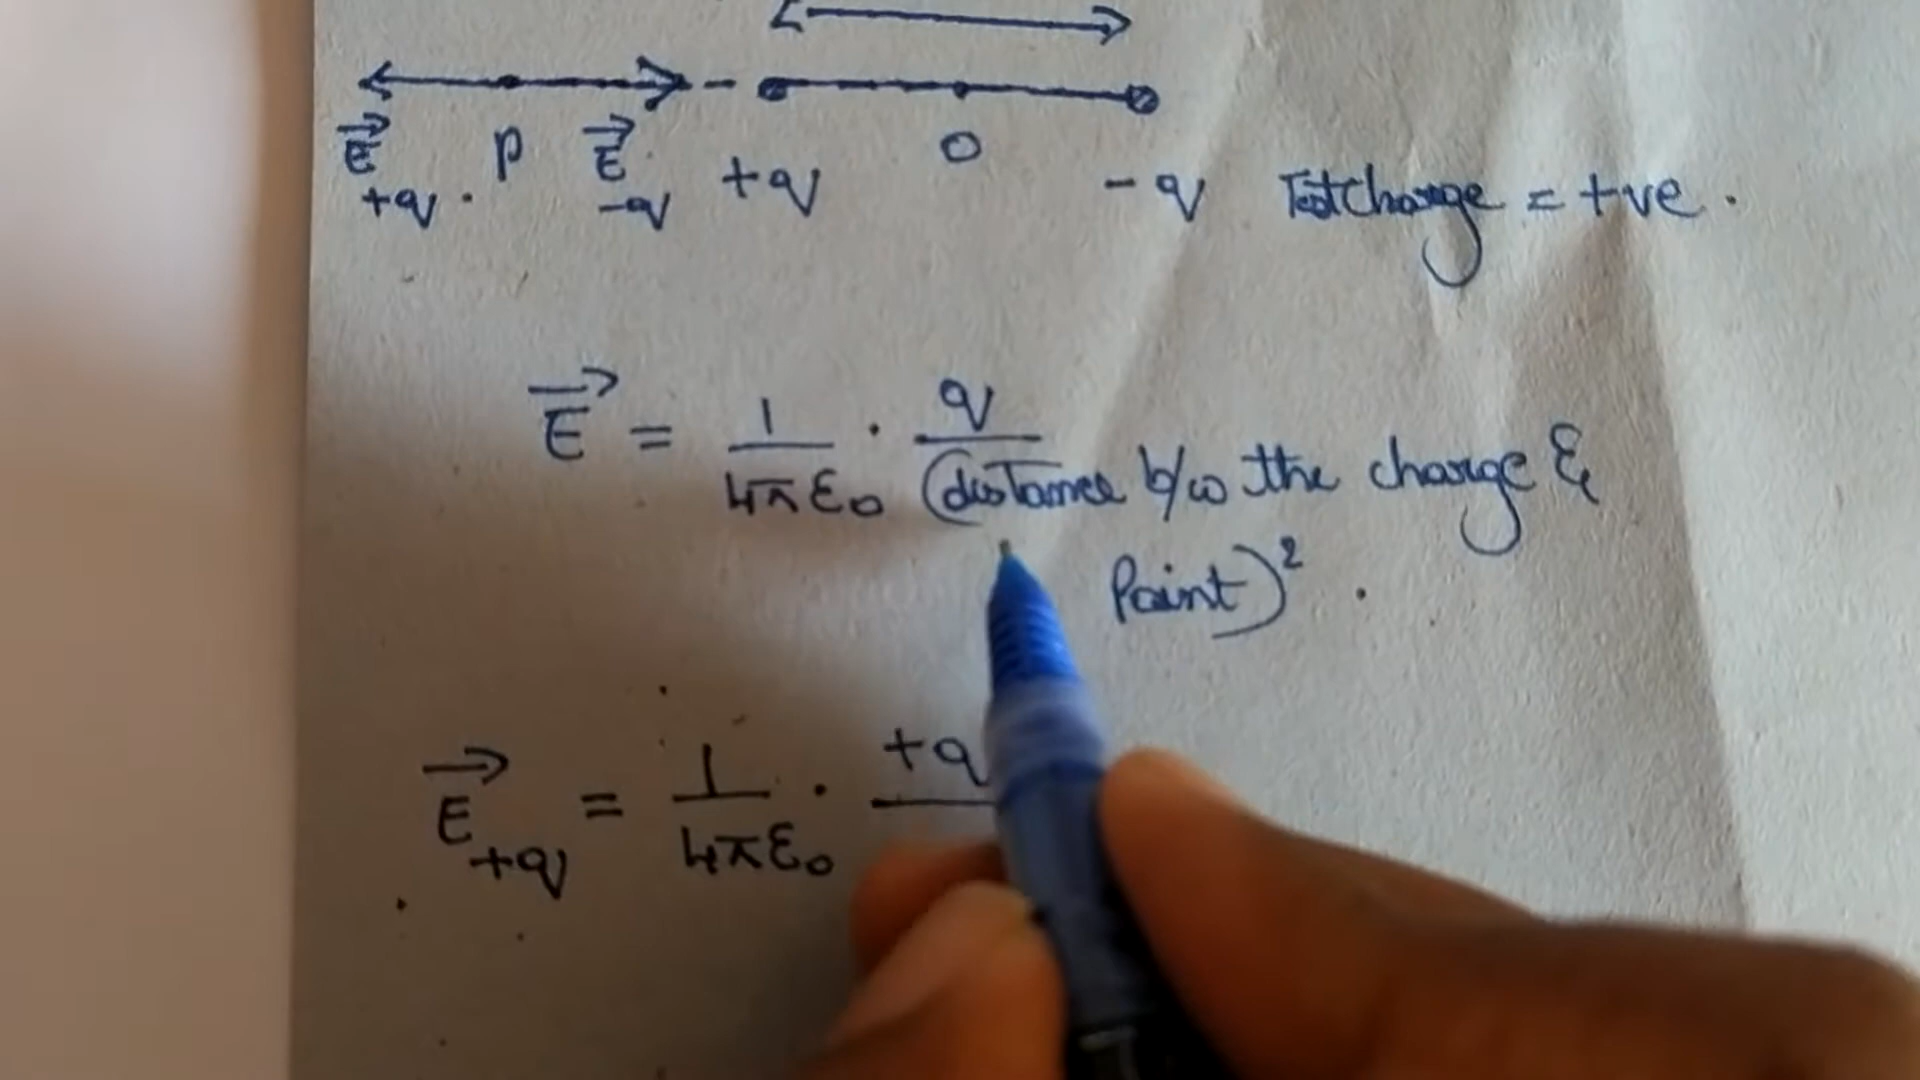 E⃗+q . P E⃗-q +q O -q Test charge = +ve .
E⃗ = 1/4πε₀ · q/(distance b/w the charge &
Point)² .
E⃗+q = 1/4πε₀ · +q